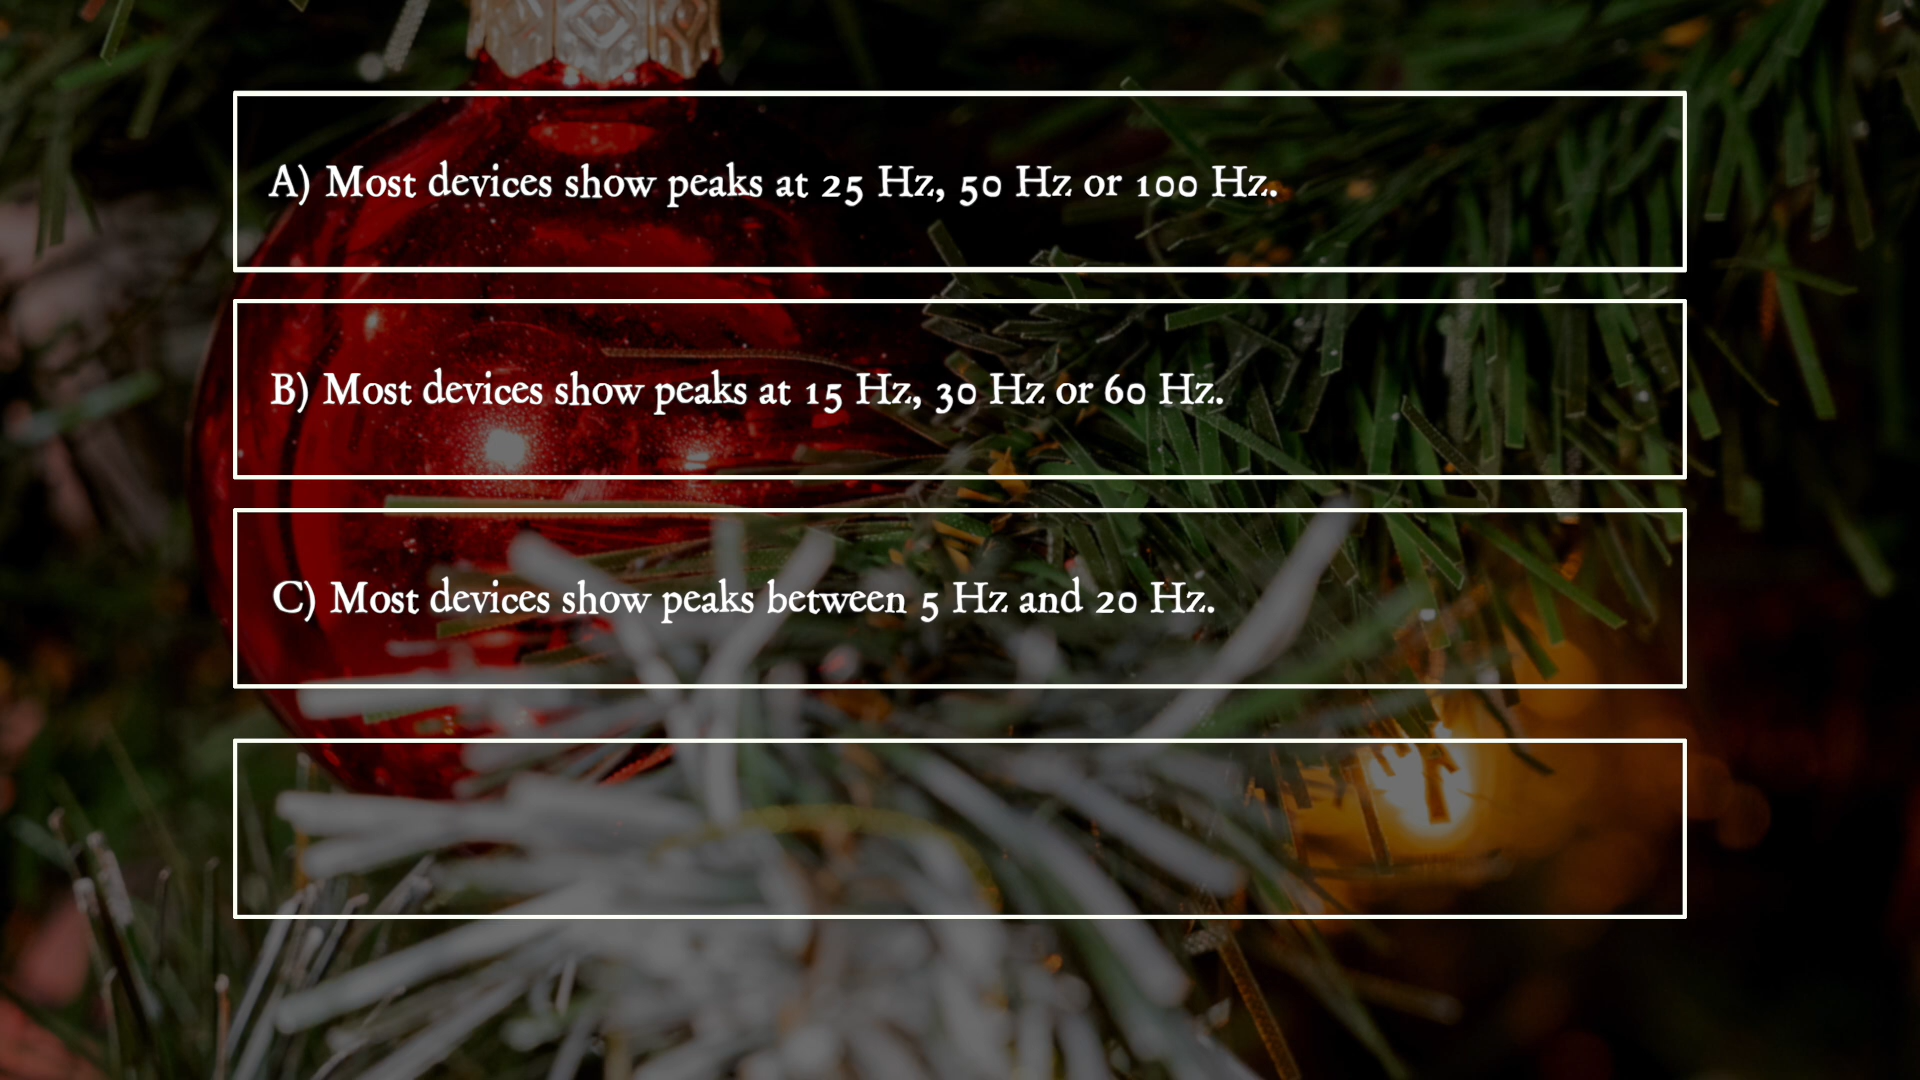 A) Most devices show peaks at 25 Hz, 50 Hz or 100 Hz.
B) Most devices show peaks at 15 Hz, 30 Hz or 60 Hz.
C) Most devices show peaks between 5 Hz and 20 Hz.